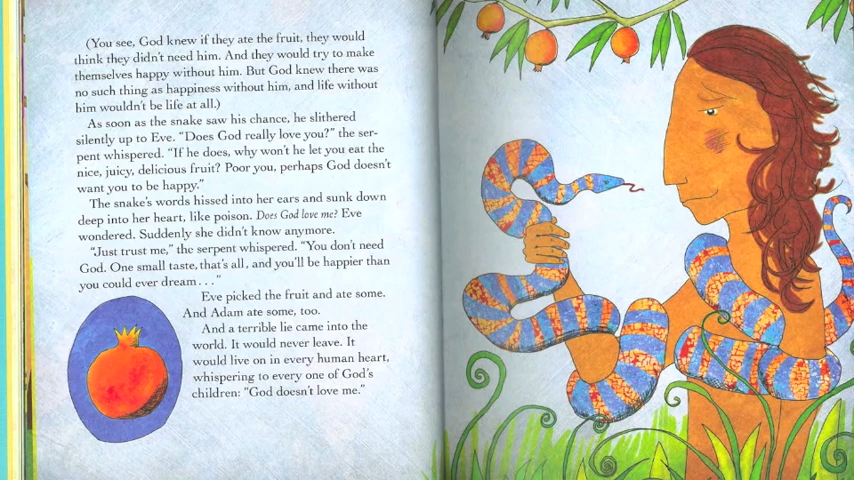 (You see, God knew if they ate the fruit, they would
think they didn't need him. And they would try to make
themselves happy without him. But God knew there was
no such thing as happiness without him, and life without
him wouldn't be life at all.)
As soon as the snake saw his chance, he slithered
silently up to Eve. “Does God really love you?” the ser-
pent whispered. “If he does, why won't he let you eat the
nice, juicy, delicious fruit? Poor you, perhaps God doesn't
want you to be happy.”
The snake's words hissed into her ears and sunk down
deep into her heart, like poison. Does God love me? Eve
wondered. Suddenly she didn't know anymore.
“Just trust me,” the serpent whispered. “You don't need
God. One small taste, that's all, and you'll be happier than
you could ever dream . . .”
Eve picked the fruit and ate some.
And Adam ate some, too.
And a terrible lie came into the
world. It would never leave. It
would live on in every human heart,
whispering to every one of God's
children: “God doesn't love me.”